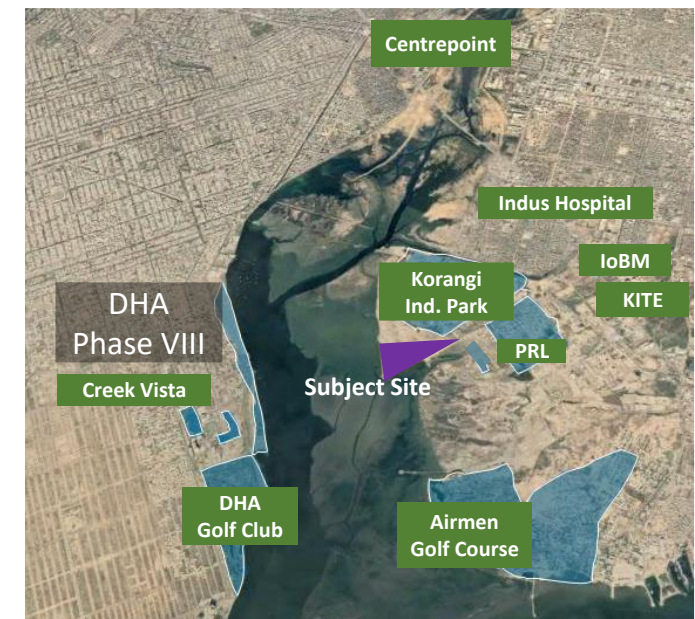 Centrepoint
Indus Hospital
IoBM
Korangi
Ind. Park
KITE
DHA
Phase VIII
PRL
Creek Vista
Subject Site
DHA
Golf Club
Airmen
Golf Course